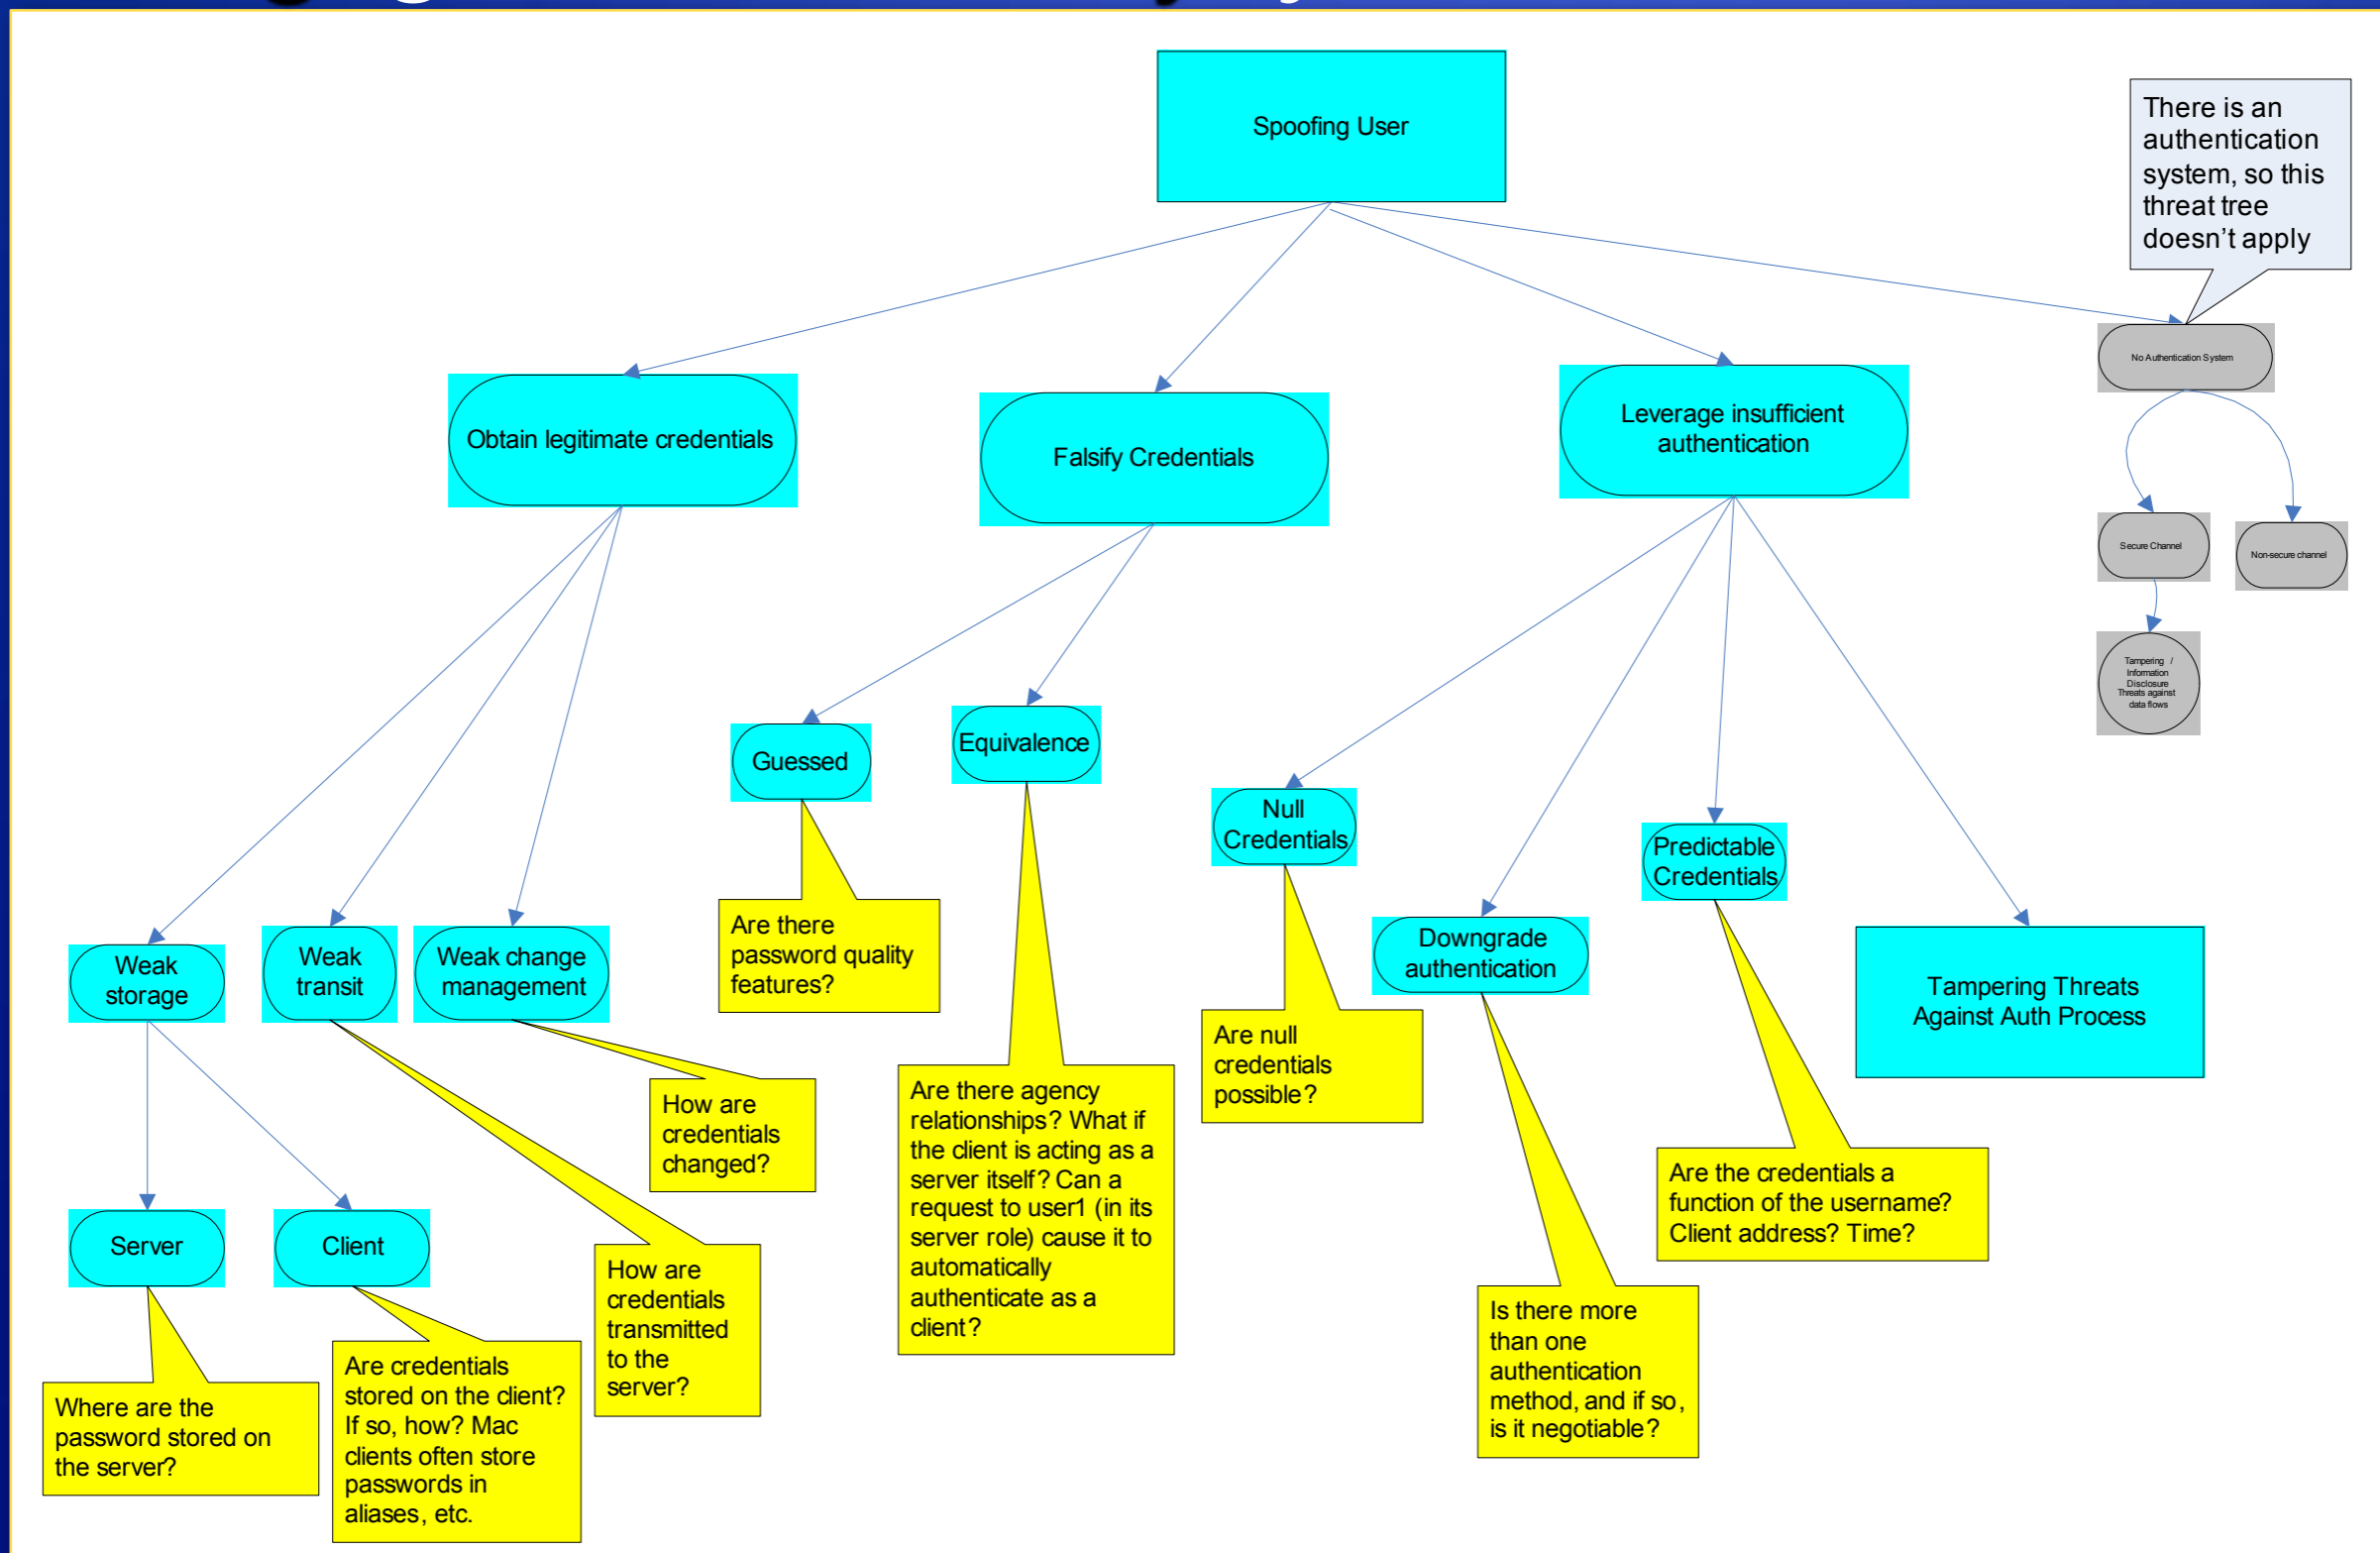 Spoofing User
There is an
authentication
system, so this
threat tree
doesn’t apply
No Authentication System
Obtain legitimate credentials
Falsify Credentials
Leverage insufficient
authentication
Secure Channel
Non-secure channel
Tampering /
Information
Disclosure
Threats against
data flows
Guessed
Equivalence
Null
Credentials
Predictable
Credentials
Weak
storage
Weak
transit
Weak change
management
Downgrade
authentication
Tampering Threats
Against Auth Process
Are there
password quality
features?
Are null
credentials
possible?
How are
credentials
changed?
Are there agency
relationships? What if
the client is acting as a
server itself? Can a
request to user1 (in its
server role) cause it to
automatically
authenticate as a
client?
Are the credentials a
function of the username?
Client address? Time?
Server
Client
How are
credentials
transmitted
to the
server?
Is there more
than one
authentication
method, and if so,
is it negotiable?
Where are the
password stored on
the server?
Are credentials
stored on the client?
If so, how? Mac
clients often store
passwords in
aliases, etc.